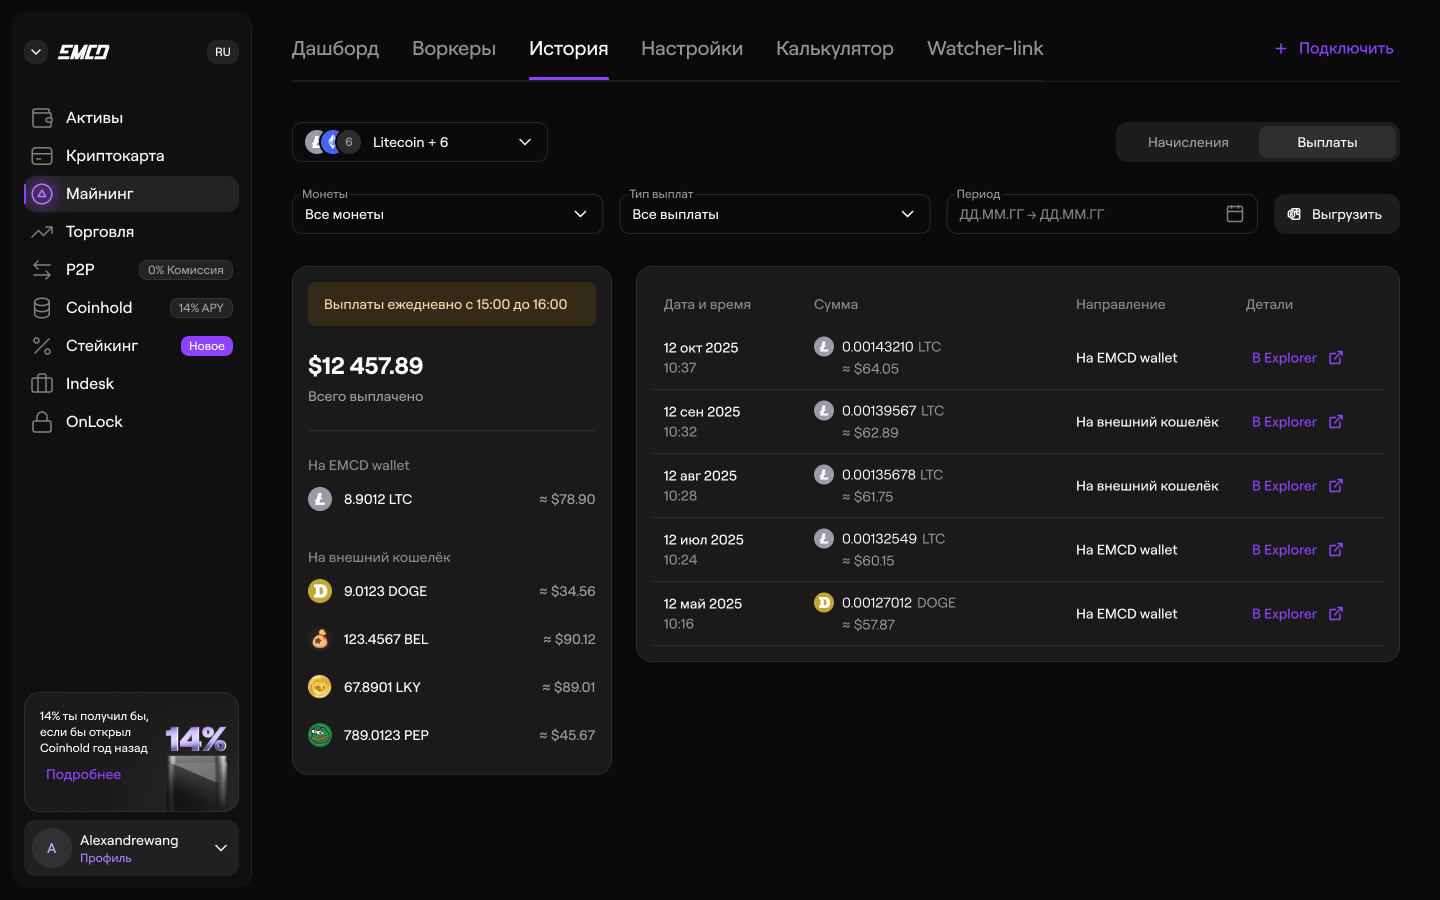 EMCD
RU
Активы
Криптокарта
Майнинг
Торговля
P2P
0% Комиссия
Coinhold
14% APY
Стейкинг
Новое
Indesk
OnLock
14% ты получил бы,
если бы открыл
Coinhold год назад
Подробнее
14%
A
Alexandrewang
Профиль
Дашборд
Воркеры
История
Настройки
Калькулятор
Watcher-link
+ Подключить
6
Litecoin + 6
Начисления
Выплаты
Монеты
Все монеты
Тип выплат
Все выплаты
Период
ДД.ММ.ГГ → ДД.ММ.ГГ
Выгрузить
Выплаты ежедневно с 15:00 до 16:00
$12 457.89
Всего выплачено
На EMCD wallet
8.9012 LTC ≈ $78.90
На внешний кошелёк
9.0123 DOGE ≈ $34.56
123.4567 BEL ≈ $90.12
67.8901 LKY ≈ $89.01
789.0123 PEP ≈ $45.67
Дата и время Сумма Направление Детали
12 окт 2025 0.00143210 LTC На EMCD wallet В Explorer
10:37 ≈ $64.05
12 сен 2025 0.00139567 LTC На внешний кошелёк В Explorer
10:32 ≈ $62.89
12 авг 2025 0.00135678 LTC На внешний кошелёк В Explorer
10:28 ≈ $61.75
12 июл 2025 0.00132549 LTC На EMCD wallet В Explorer
10:24 ≈ $60.15
12 май 2025 0.00127012 DOGE На EMCD wallet В Explorer
10:16 ≈ $57.87